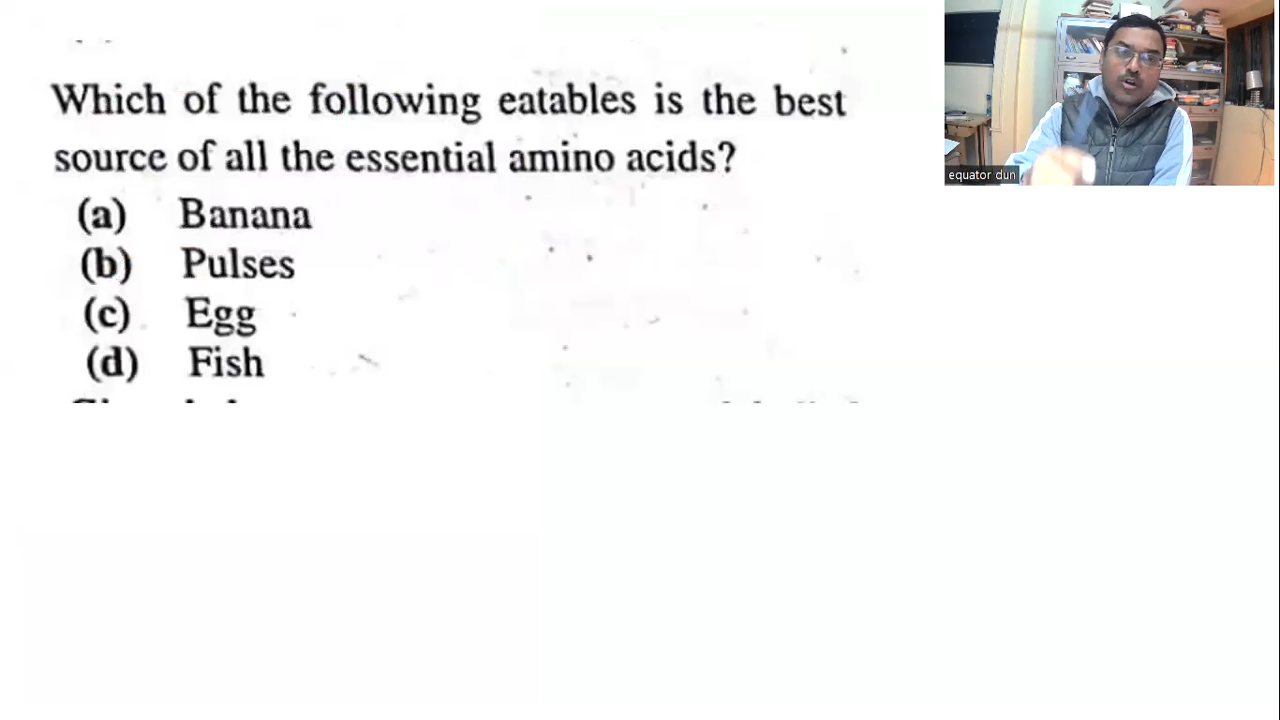 Which of the following eatables is the best
source of all the essential amino acids?
(a) Banana
(b) Pulses
(c) Egg
(d) Fish
equator dun